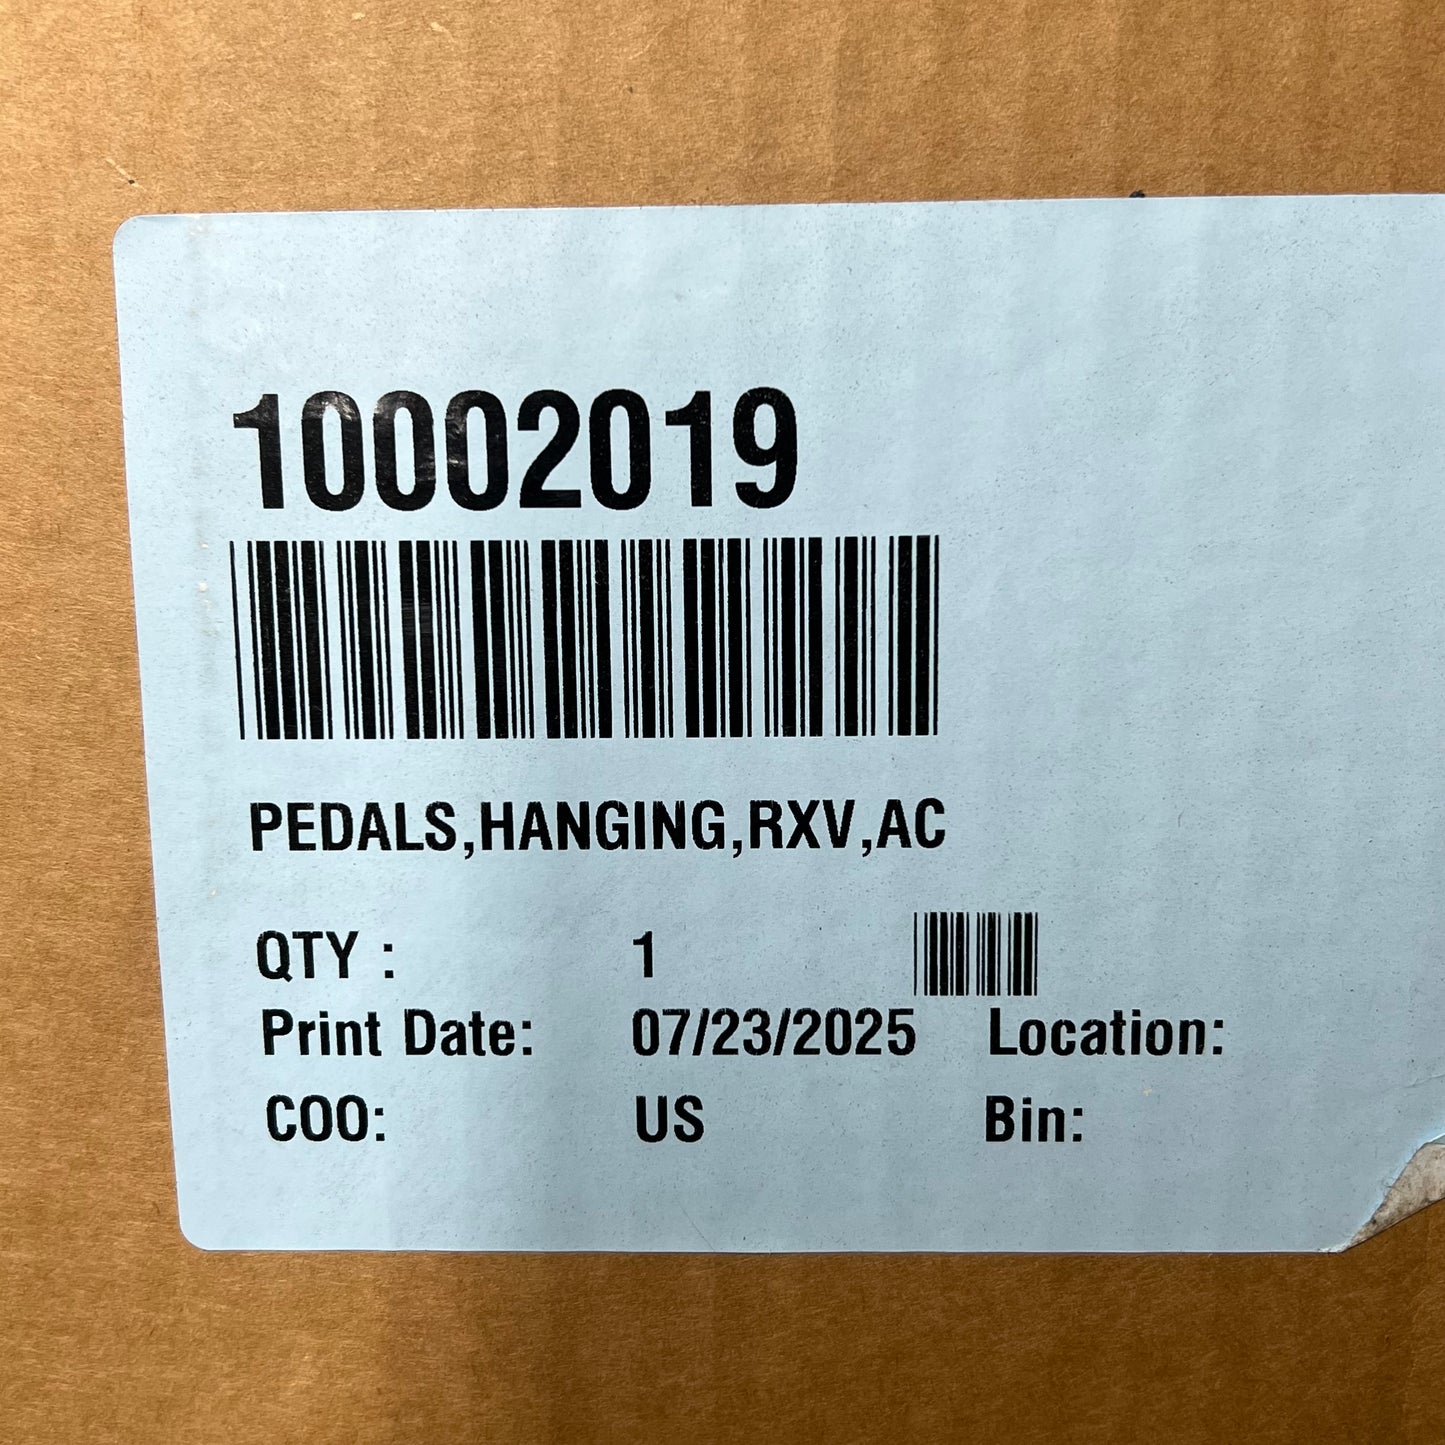 10002019
PEDALS,HANGING,RXV,AC
QTY : 1
Print Date: 07/23/2025 Location:
COO: US Bin: